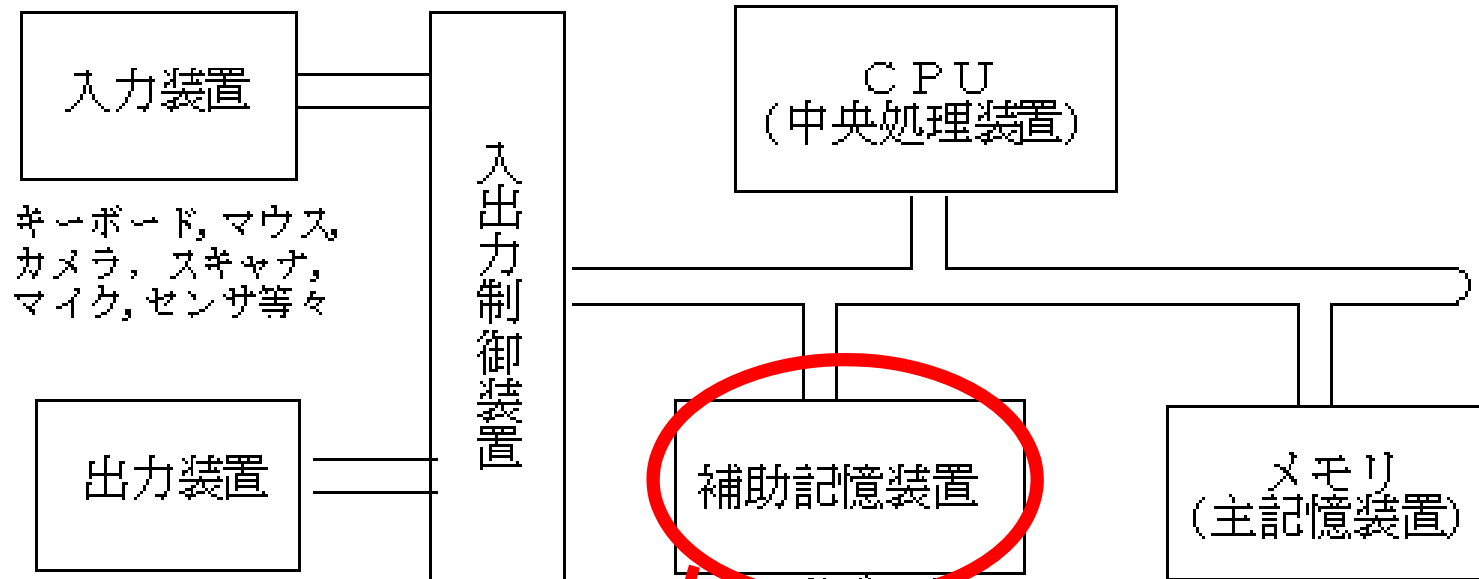 入力装置
キーボード,マウス,
カメラ，スキャナ,
マイク,センサ等々
出力装置
入出力制御装置
ＣＰＵ
(中央処理装置)
補助記憶装置
メモリ
(主記憶装置)